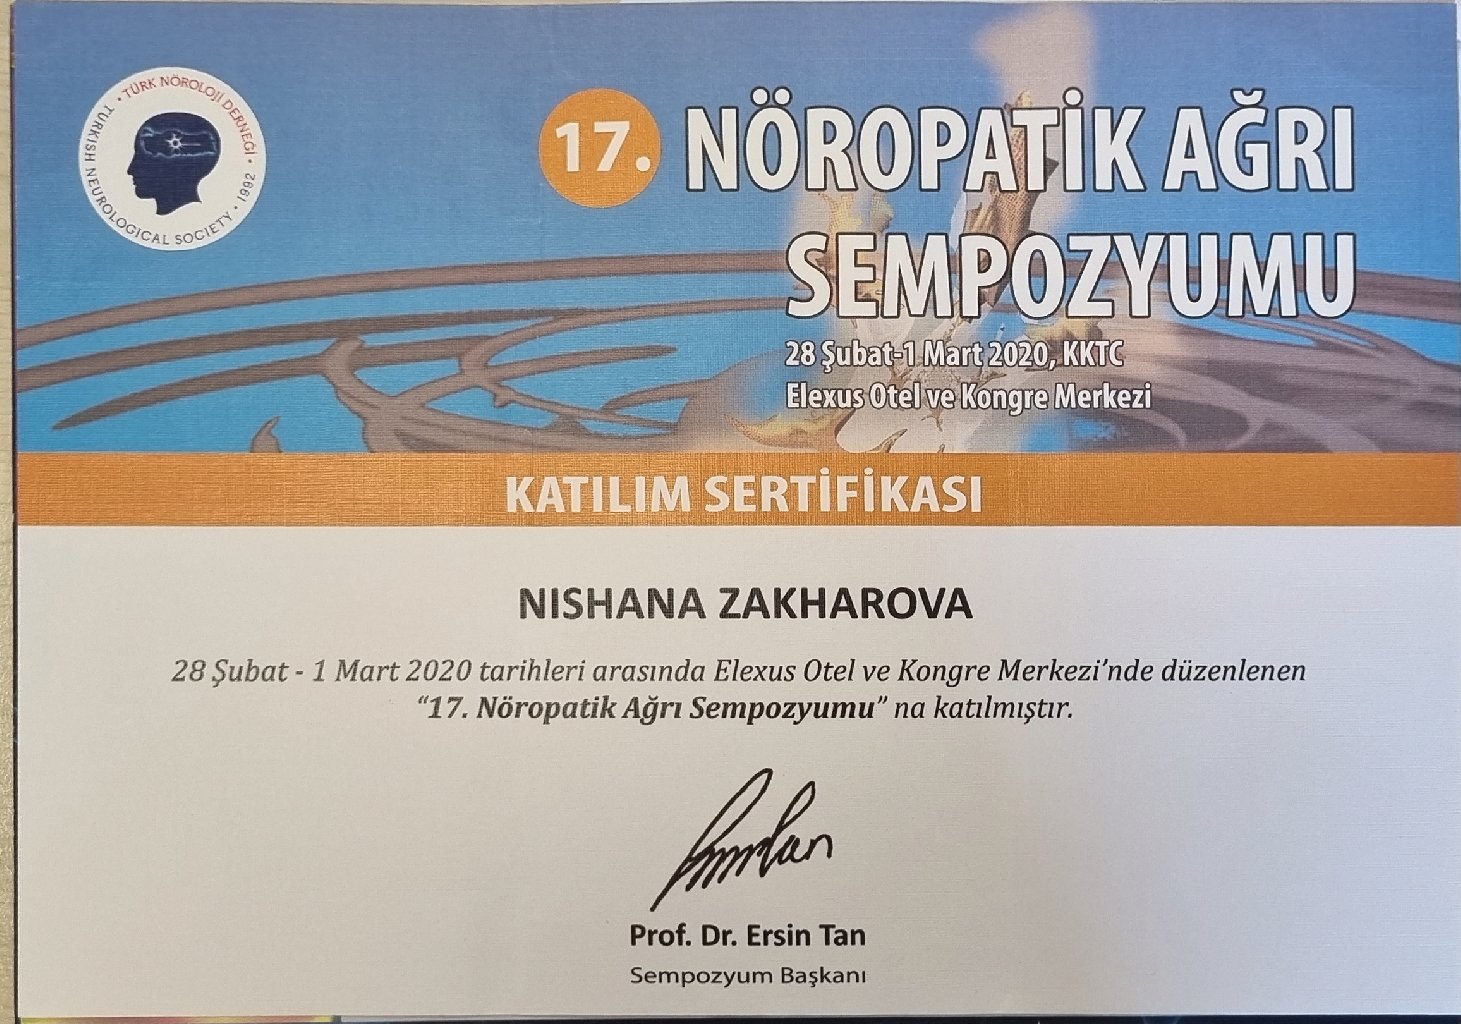 TÜRK NÖROLOJİ DERNEĞİ • 1992 •
TURKISH NEUROLOGICAL SOCIETY
17. NÖROPATİK AĞRI
SEMPOZYUMU
28 Şubat-1 Mart 2020, KKTC
Elexus Otel ve Kongre Merkezi
KATILIM SERTİFİKASI
NISHANA ZAKHAROVA
28 Şubat - 1 Mart 2020 tarihleri arasında Elexus Otel ve Kongre Merkezi’nde düzenlenen
“17. Nöropatik Ağrı Sempozyumu” na katılmıştır.
Prof. Dr. Ersin Tan
Sempozyum Başkanı